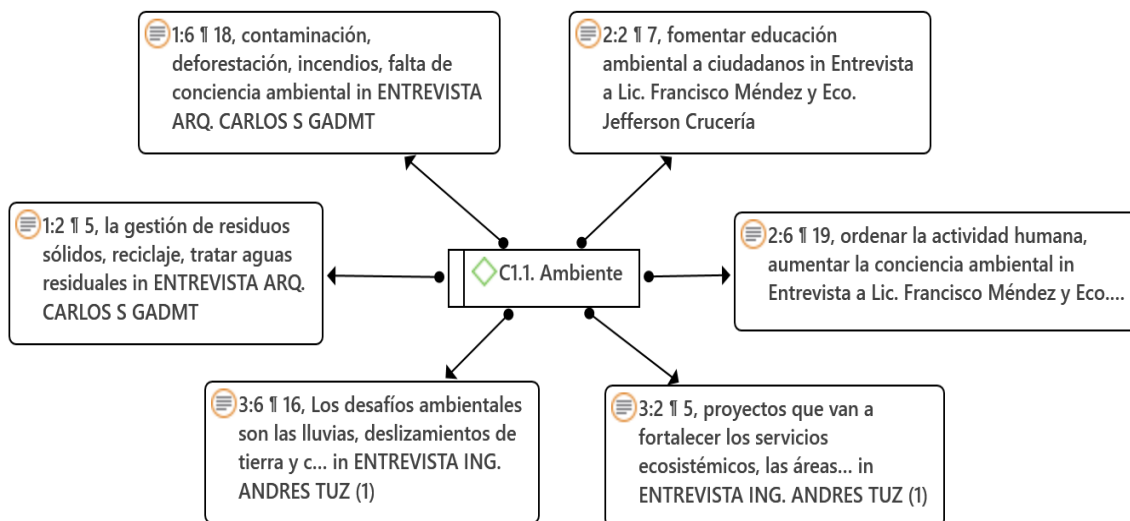 1:6 ¶ 18, contaminación,
deforestación, incendios, falta de
conciencia ambiental in ENTREVISTA
ARQ. CARLOS S GADMT
2:2 ¶ 7, fomentar educación
ambiental a ciudadanos in Entrevista
a Lic. Francisco Méndez y Eco.
Jefferson Crucería
1:2 ¶ 5, la gestión de residuos
sólidos, reciclaje, tratar aguas
residuales in ENTREVISTA ARQ.
CARLOS S GADMT
C1.1. Ambiente
2:6 ¶ 19, ordenar la actividad humana,
aumentar la conciencia ambiental in
Entrevista a Lic. Francisco Méndez y Eco....
3:6 ¶ 16, Los desafíos ambientales
son las lluvias, deslizamientos de
tierra y c... in ENTREVISTA ING.
ANDRES TUZ (1)
3:2 ¶ 5, proyectos que van a
fortalecer los servicios
ecosistémicos, las áreas... in
ENTREVISTA ING. ANDRES TUZ (1)